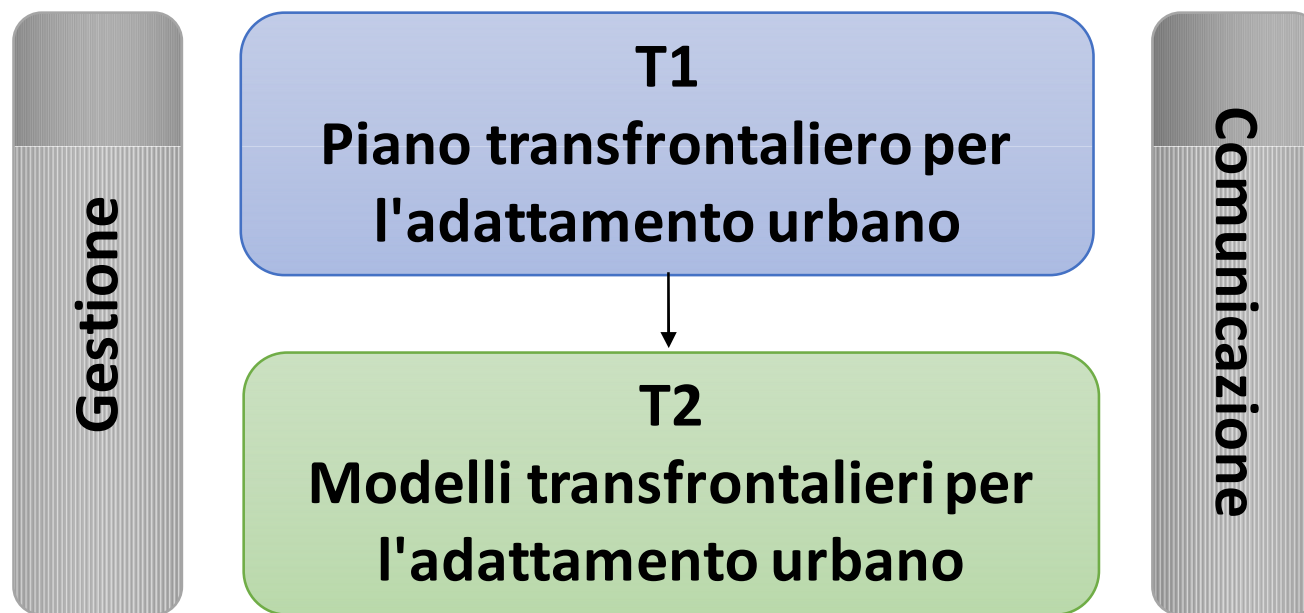 Gestione
T1
Piano transfrontaliero per
l'adattamento urbano
T2
Modelli transfrontalieri per
l'adattamento urbano
Comunicazione